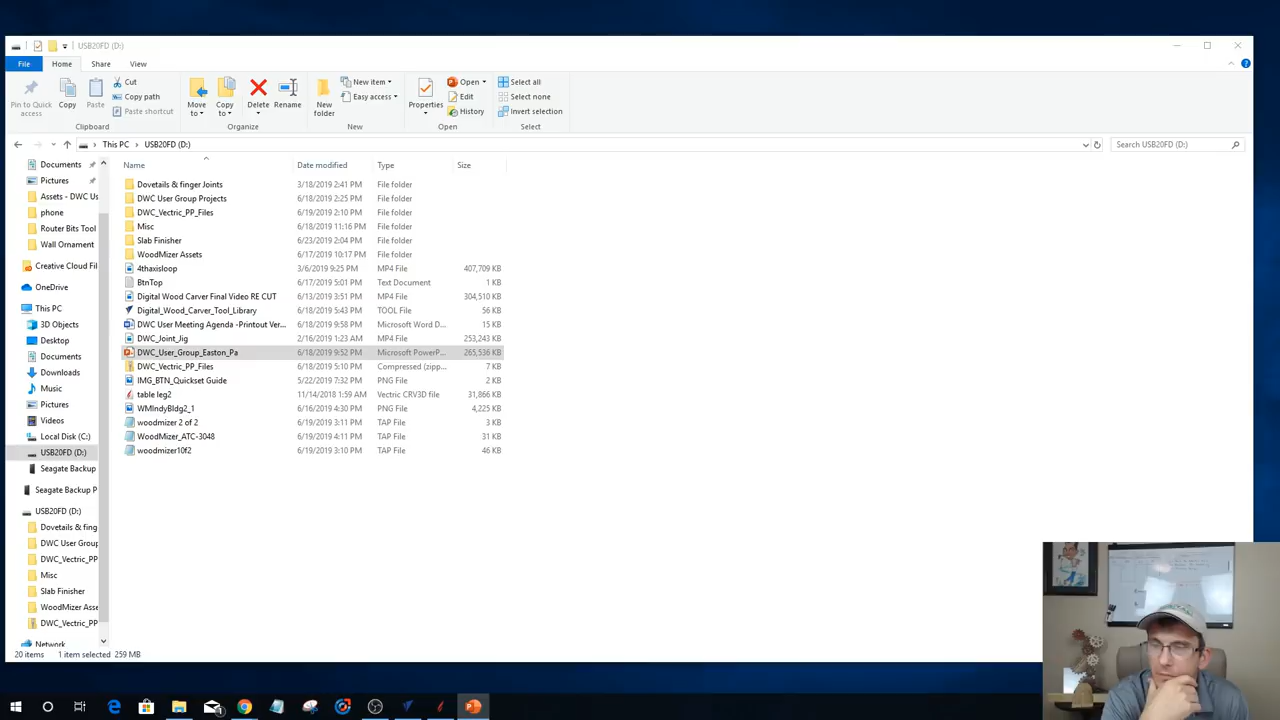 USB20FD (D:)
File Home Share View
Pin to Quick access
Copy
Paste
Cut
Copy path
Paste shortcut
Clipboard
Move to
Copy to
Delete
Rename
Organize
New folder
New item
Easy access
New
Properties
Open
Edit
History
Open
Select all
Select none
Invert selection
Select
This PC > USB20FD (D:)
Search USB20FD (D:)
Name Date modified Type Size
Dovetails & finger Joints 3/18/2019 2:41 PM File folder
DWC User Group Projects 6/18/2019 2:25 PM File folder
DWC_Vectric_PP_Files 6/19/2019 2:10 PM File folder
Misc 6/18/2019 11:16 PM File folder
Slab Finisher 6/23/2019 2:04 PM File folder
WoodMizer Assets 6/17/2019 10:17 PM File folder
4thaxisloop 3/6/2019 9:25 PM MP4 File 407,709 KB
BtnTop 6/17/2019 5:01 PM Text Document 1 KB
Digital Wood Carver Final Video RE CUT 6/13/2019 3:51 PM MP4 File 304,510 KB
Digital_Wood_Carver_Tool_Library 6/18/2019 5:43 PM TOOL File 56 KB
DWC User Meeting Agenda -Printout Ver... 6/18/2019 9:58 PM Microsoft Word D... 15 KB
DWC_Joint_Jig 2/16/2019 1:23 AM MP4 File 253,243 KB
DWC_User_Group_Easton_Pa 6/18/2019 9:52 PM Microsoft PowerP... 265,536 KB
DWC_Vectric_PP_Files 6/18/2019 5:10 PM Compressed (zipp... 7 KB
IMG_BTN_Quickset Guide 5/22/2019 7:32 PM PNG File 2 KB
table leg2 11/14/2018 1:59 AM Vectric CRV3D file 31,866 KB
WMIndyBldg2_1 6/16/2019 4:30 PM PNG File 4,225 KB
woodmizer 2 of 2 6/19/2019 3:11 PM TAP File 3 KB
WoodMizer_ATC-3048 6/19/2019 4:11 PM TAP File 31 KB
woodmizer10f2 6/19/2019 3:10 PM TAP File 46 KB
Documents
Pictures
Assets - DWC Us
phone
Router Bits Tool
Wall Ornament
Creative Cloud Fil
OneDrive
This PC
3D Objects
Desktop
Documents
Downloads
Music
Pictures
Videos
Local Disk (C:)
USB20FD (D:)
Seagate Backup
Seagate Backup P
USB20FD (D:)
Dovetails & fing
DWC User Group
DWC_Vectric_PP
Misc
Slab Finisher
WoodMizer Asse
DWC_Vectric_PP
Network
20 items 1 item selected 259 MB